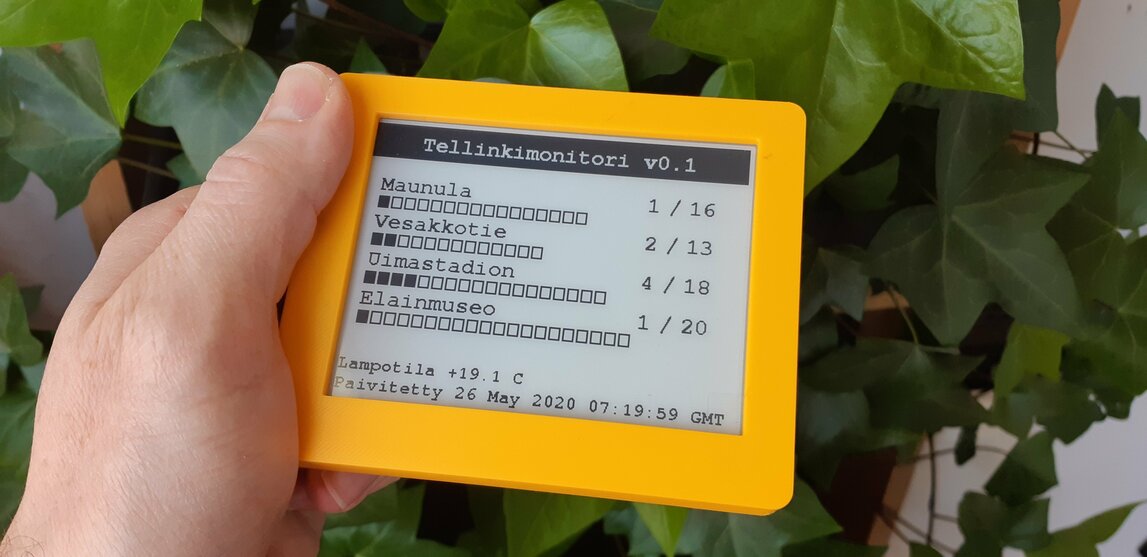 Tellinkimonitori v0.1
Maunula
1 / 16
Vesakkotie
2 / 13
Uimastadion
4 / 18
Elainmuseo
1 / 20
Lampotila +19.1 C
Paivitetty 26 May 2020 07:19:59 GMT